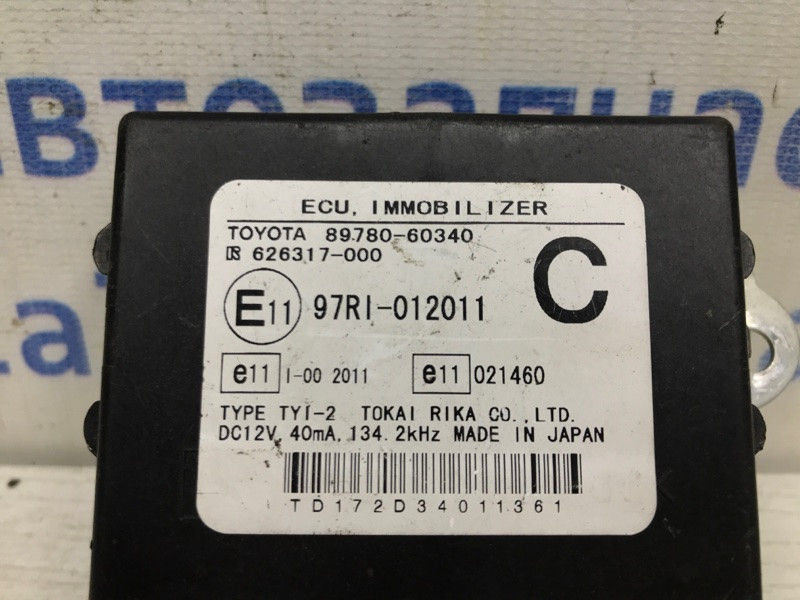 автозапчас
ECU, IMMOBILIZER
TOYOTA 89780-60340
626317-000
C
E11 97RI-012011
e11 I-00 2011 e11 021460
TYPE TYI-2 TOKAI RIKA CO., LTD.
DC12V, 40mA, 134.2kHz MADE IN JAPAN
TD172D34011361